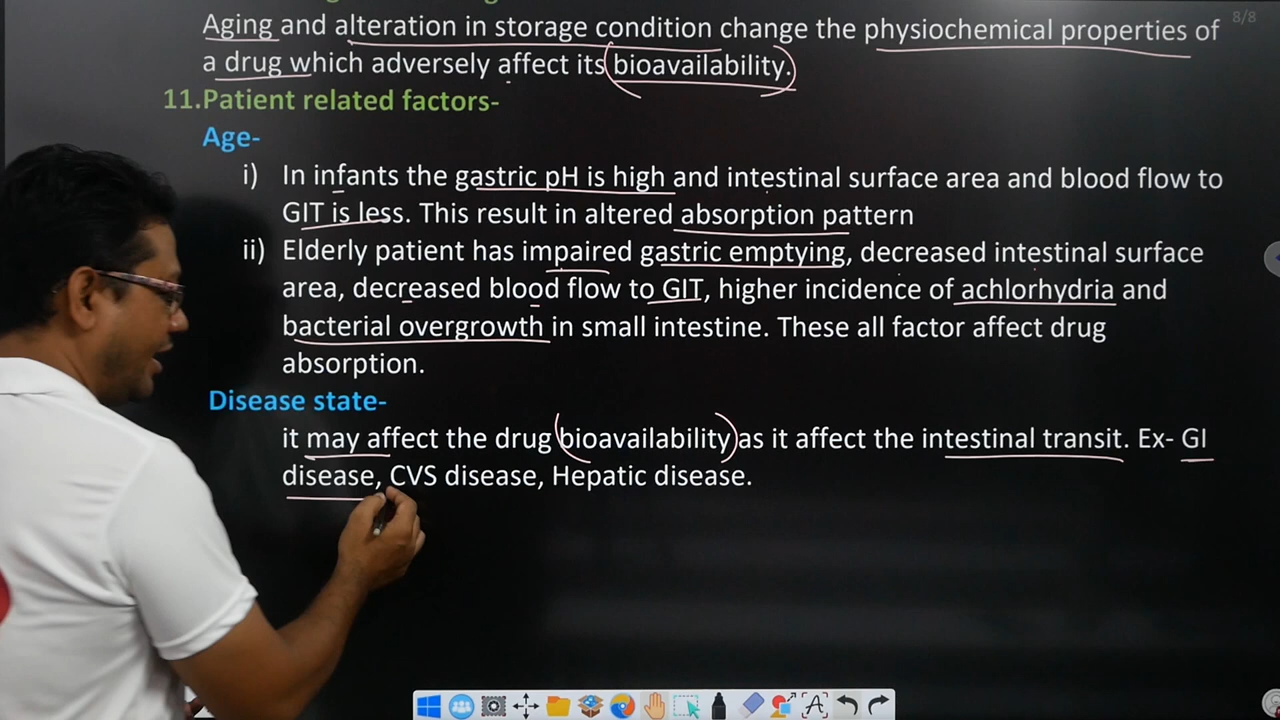 8/8
Aging and alteration in storage condition change the physiochemical properties of
a drug which adversely affect its bioavailability.
11.Patient related factors-
Age-
i) In infants the gastric pH is high and intestinal surface area and blood flow to
GIT is less. This result in altered absorption pattern
ii) Elderly patient has impaired gastric emptying, decreased intestinal surface
area, decreased blood flow to GIT, higher incidence of achlorhydria and
bacterial overgrowth in small intestine. These all factor affect drug
absorption.
Disease state-
it may affect the drug bioavailability as it affect the intestinal transit. Ex- GI
disease, CVS disease, Hepatic disease.